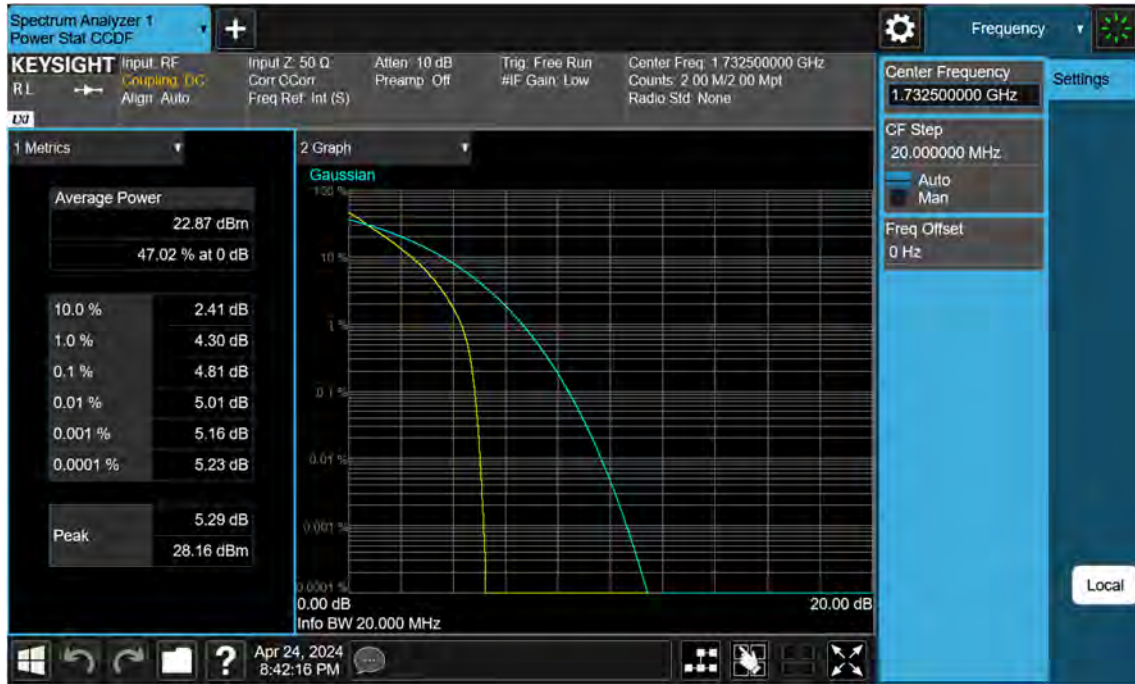 Spectrum Analyzer 1
Power Stat CCDF
+
Frequency
KEYSIGHT
RL
LXI
Input: RF
Coupling: DC
Align: Auto
Input Z: 50 Ω
Corr CCorr
Freq Ref: Int (S)
Atten: 10 dB
Preamp: Off
Trig: Free Run
#IF Gain: Low
Center Freq: 1.732500000 GHz
Counts: 2.00 M/2.00 Mpt
Radio Std: None
Center Frequency
1.732500000 GHz
Settings
CF Step
20.000000 MHz
Auto
Man
Freq Offset
0 Hz
1 Metrics
Average Power
22.87 dBm
47.02 % at 0 dB
10.0 % 2.41 dB
1.0 % 4.30 dB
0.1 % 4.81 dB
0.01 % 5.01 dB
0.001 % 5.16 dB
0.0001 % 5.23 dB
Peak
5.29 dB
28.16 dBm
2 Graph
Gaussian
100 %
10 %
1 %
0.1 %
0.01 %
0.001 %
0.0001 %
0.00 dB 20.00 dB
Info BW 20.000 MHz
Local
?
Apr 24, 2024
8:42:16 PM